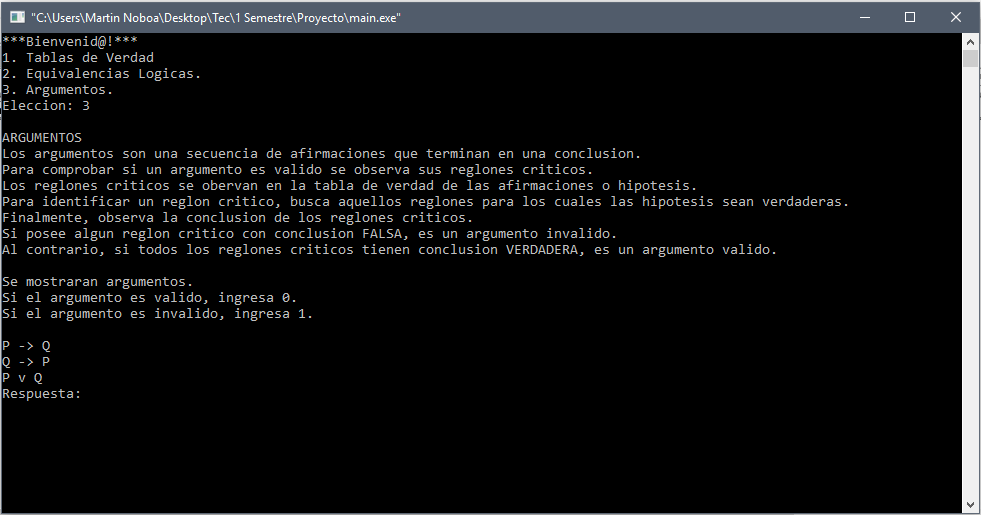 "C:\Users\Martin Noboa\Desktop\Tec\1 Semestre\Proyecto\main.exe"
***Bienvenid@!***
1. Tablas de Verdad
2. Equivalencias Logicas.
3. Argumentos.
Eleccion: 3
ARGUMENTOS
Los argumentos son una secuencia de afirmaciones que terminan en una conclusion.
Para comprobar si un argumento es valido se observa sus reglones criticos.
Los reglones criticos se obervan en la tabla de verdad de las afirmaciones o hipotesis.
Para identificar un reglon critico, busca aquellos reglones para los cuales las hipotesis sean verdaderas.
Finalmente, observa la conclusion de los reglones criticos.
Si posee algun reglon critico con conclusion FALSA, es un argumento invalido.
Al contrario, si todos los reglones criticos tienen conclusion VERDADERA, es un argumento valido.
Se mostraran argumentos.
Si el argumento es valido, ingresa 0.
Si el argumento es invalido, ingresa 1.
P -> Q
Q -> P
P v Q
Respuesta: